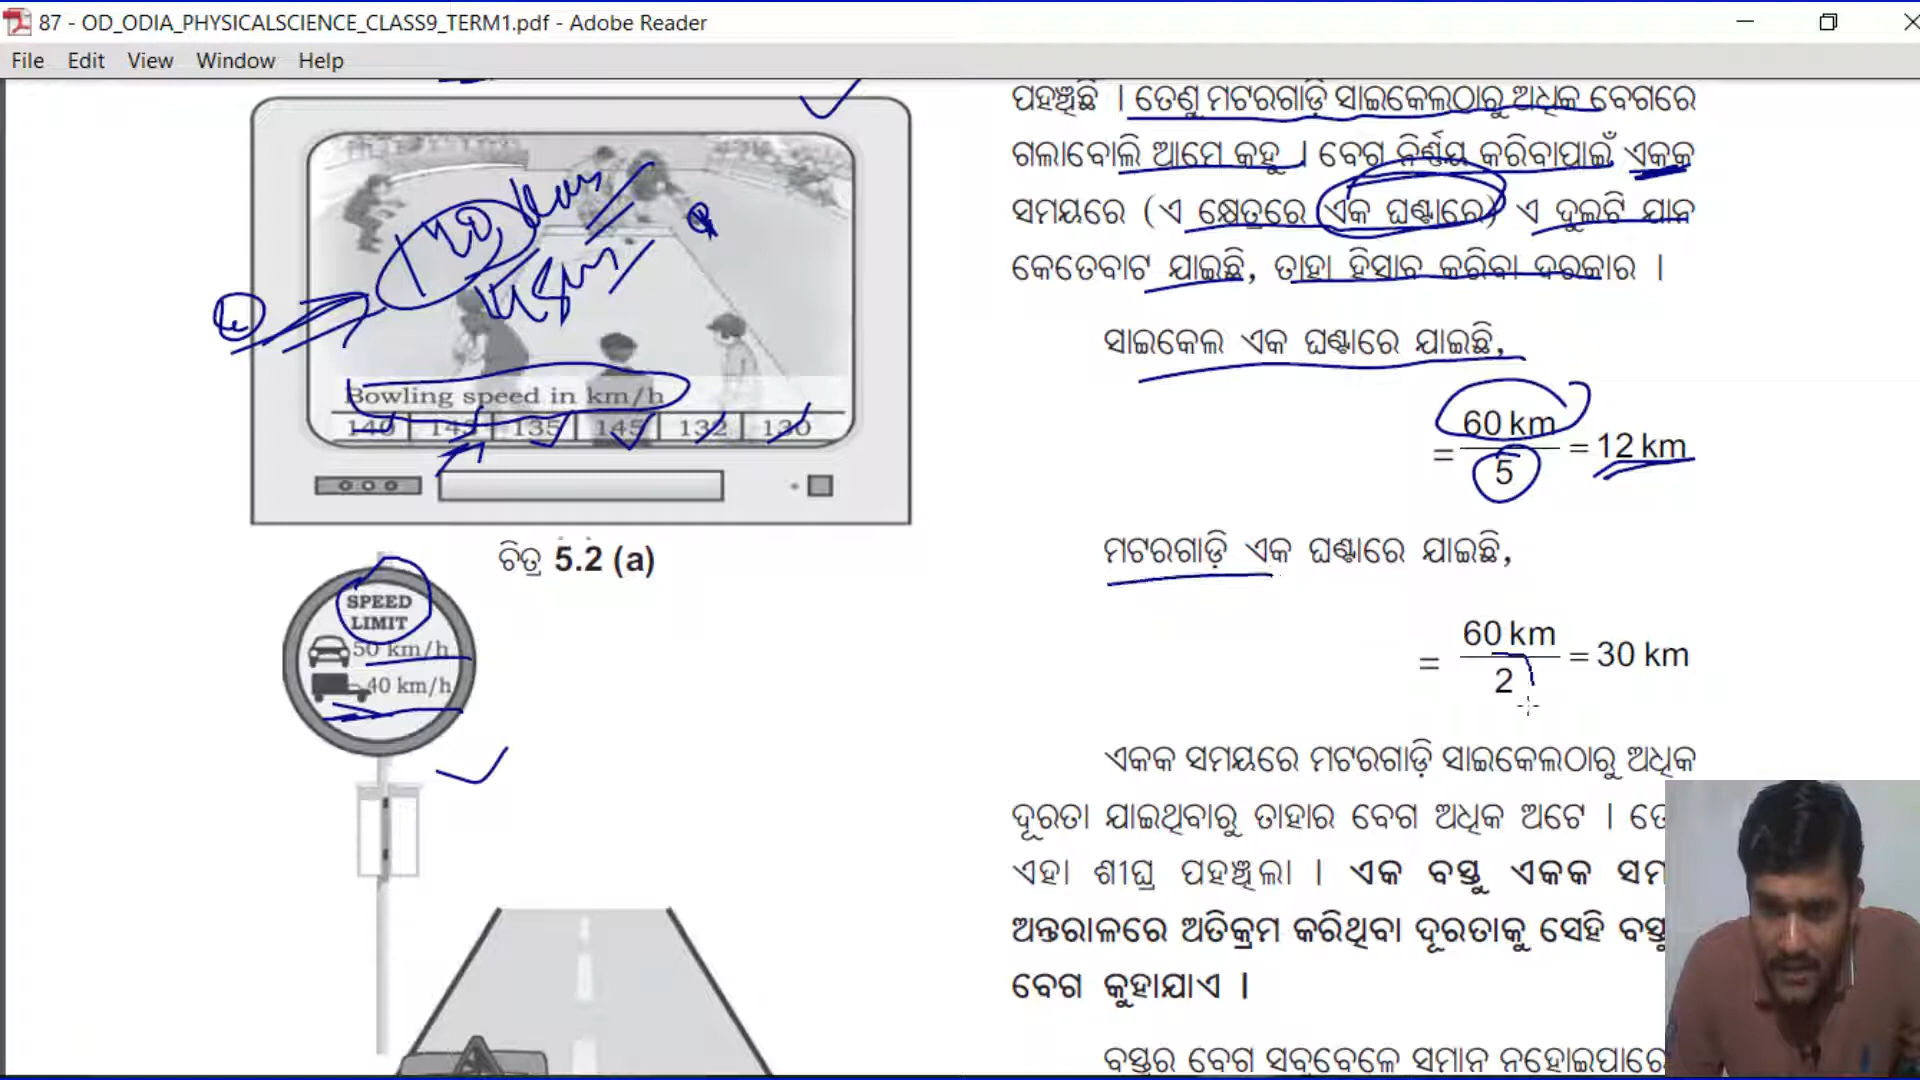 87 - OD_ODIA_PHYSICALSCIENCE_CLASS9_TERM1.pdf - Adobe Reader
File Edit View Window Help
Bowling speed in km/h
140 143 135 145 132 130
ଚିତ୍ର 5.2 (a)
SPEED
LIMIT
50 km/h
40 km/h
ପହଞ୍ଚିଛି । ତେଣୁ ମଟରଗାଡ଼ି ସାଇକେଲଠାରୁ ଅଧିକ ବେଗରେ
ଗଲାବୋଲି ଆମେ କହୁ । ବେଗ ନିର୍ଣ୍ଣୟ କରିବାପାଇଁ ଏକକ
ସମୟରେ (ଏ କ୍ଷେତ୍ରରେ ଏକ ଘଣ୍ଟାରେ) ଏ ଦୁଇଟି ଯାନ
କେତେବାଟ ଯାଇଛି, ତାହା ହିସାବ କରିବା ଦରକାର ।
ସାଇକେଲ ଏକ ଘଣ୍ଟାରେ ଯାଇଛି,
= 60 km / 5 = 12 km
ମଟରଗାଡ଼ି ଏକ ଘଣ୍ଟାରେ ଯାଇଛି,
= 60 km / 2 = 30 km
ଏକକ ସମୟରେ ମଟରଗାଡ଼ି ସାଇକେଲଠାରୁ ଅଧିକ
ଦୂରତା ଯାଇଥିବାରୁ ତାହାର ବେଗ ଅଧିକ ଅଟେ ।
ଏହା ଶୀଘ୍ର ପହଞ୍ଚିଲା । ଏକ ବସ୍ତୁ ଏକକ
ଅନ୍ତରାଳରେ ଅତିକ୍ରମ କରିଥିବା ଦୂରତାକୁ ସେହି
ବେଗ କୁହାଯାଏ ।
ବସ୍ତୁର ବେଗ ସବୁବେଳେ ସମାନ ନହୋଇପାରେ